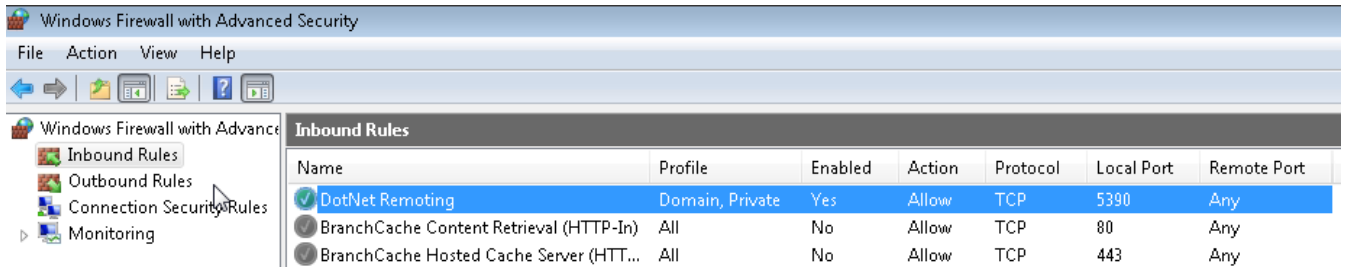 Windows Firewall with Advanced Security
File Action View Help
Windows Firewall with Advance
Inbound Rules
Outbound Rules
Connection Security Rules
Monitoring
Inbound Rules
Name Profile Enabled Action Protocol Local Port Remote Port
DotNet Remoting Domain, Private Yes Allow TCP 5390 Any
BranchCache Content Retrieval (HTTP-In) All No Allow TCP 80 Any
BranchCache Hosted Cache Server (HTT... All No Allow TCP 443 Any